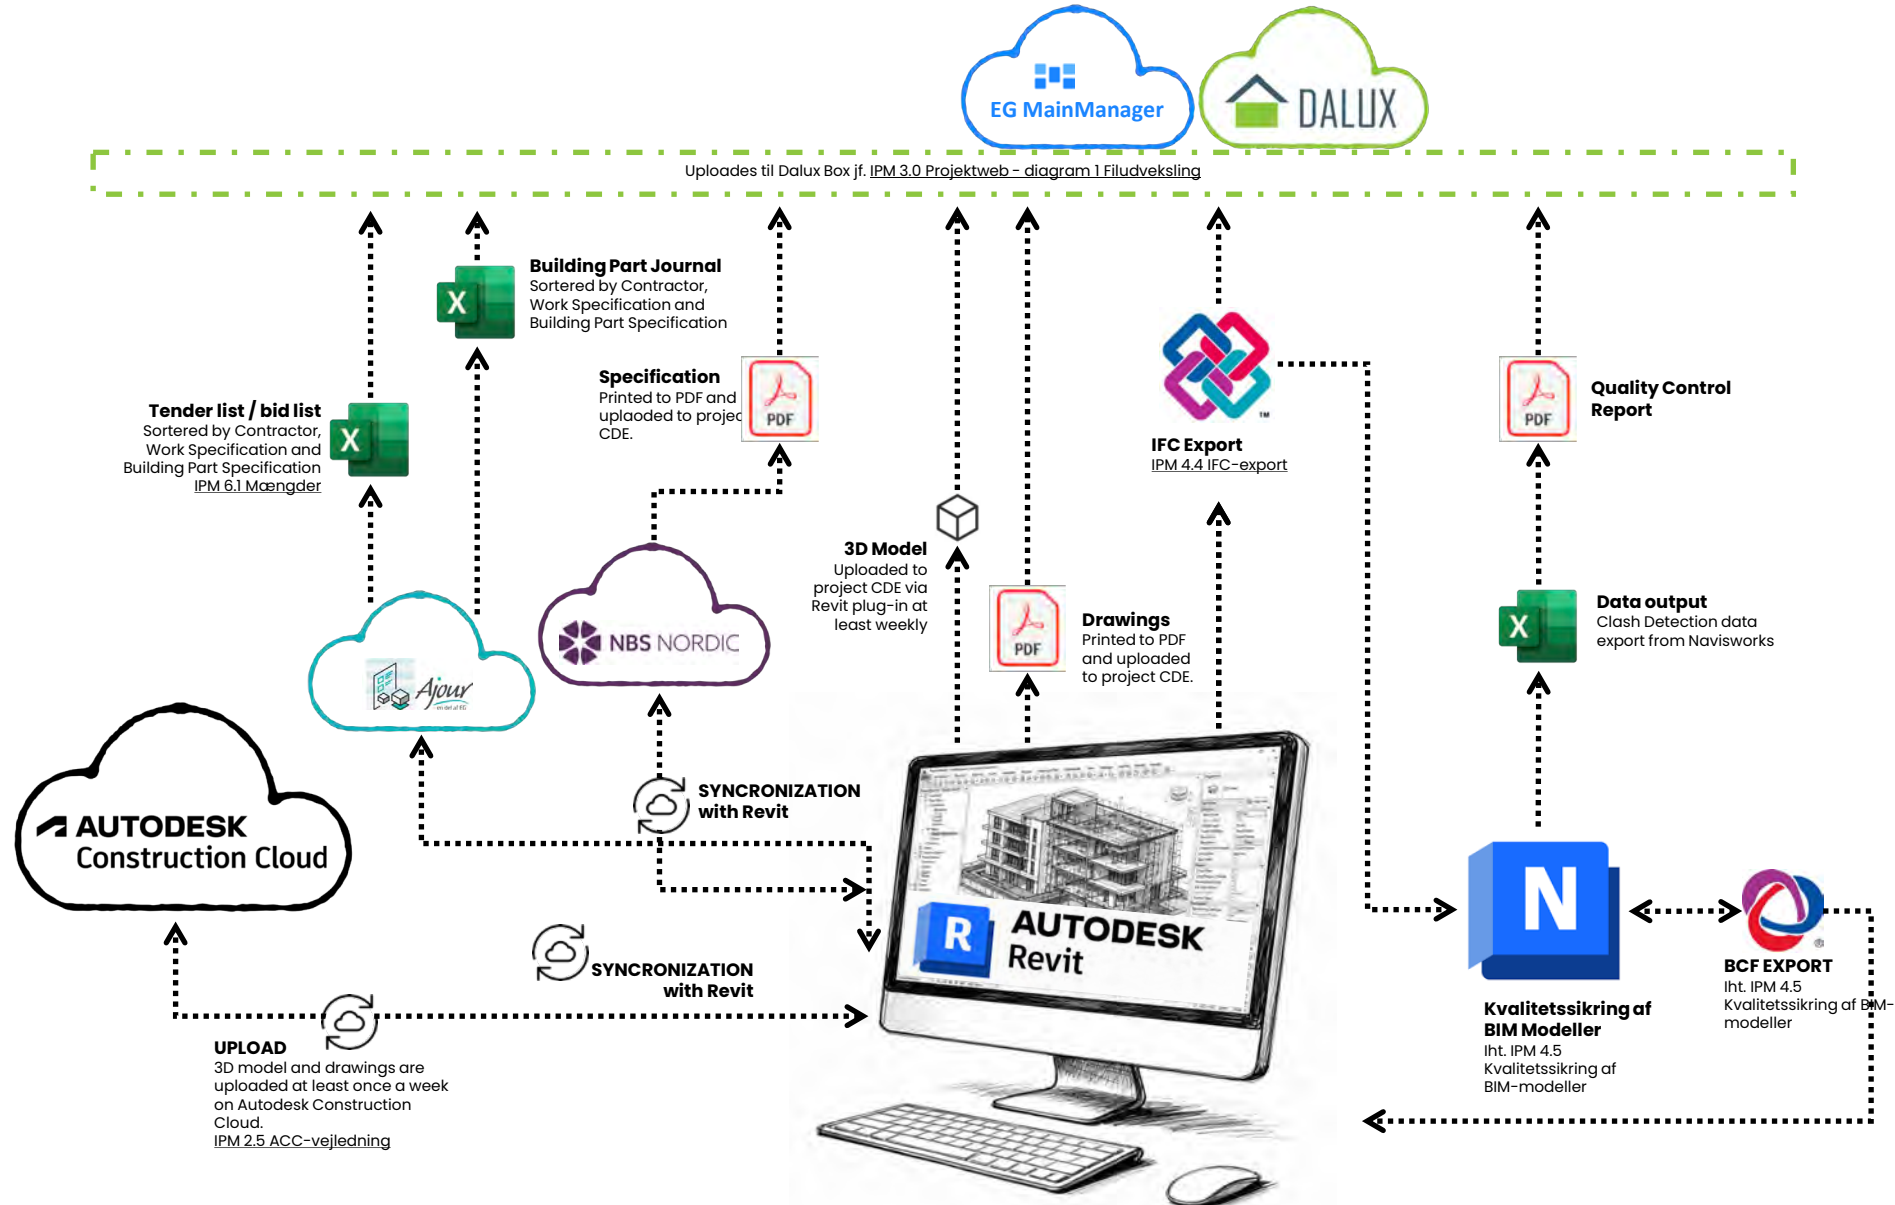 EG MainManager
DALUX
Uploades til Dalux Box jf. IPM 3.0 Projektweb - diagram 1 Filudveksling
Building Part Journal
Sortered by Contractor,
Work Specification and
Building Part Specification
X
Specification
Printed to PDF and
uplaoded to projec
CDE.
PDF
Tender list / bid list
Sortered by Contractor,
Work Specification and
Building Part Specification
IPM 6.1 Mængder
X
TM
IFC Export
IPM 4.4 IFC-export
PDF
Quality Control
Report
3D Model
Uploaded to
project CDE via
Revit plug-in at
least weekly
PDF
Drawings
Printed to PDF
and uploaded
to project CDE.
X
Data output
Clash Detection data
export from Navisworks
NBS NORDIC
Ajour
en del af EG
AUTODESK
Construction Cloud
SYNCRONIZATION
with Revit
SYNCRONIZATION
with Revit
UPLOAD
3D model and drawings are
uploaded at least once a week
on Autodesk Construction
Cloud.
IPM 2.5 ACC-vejledning
R
AUTODESK
Revit
N
Kvalitetssikring af
BIM Modeller
Iht. IPM 4.5
Kvalitetssikring af
BIM-modeller
®
BCF EXPORT
Iht. IPM 4.5
Kvalitetssikring af BIM-
modeller